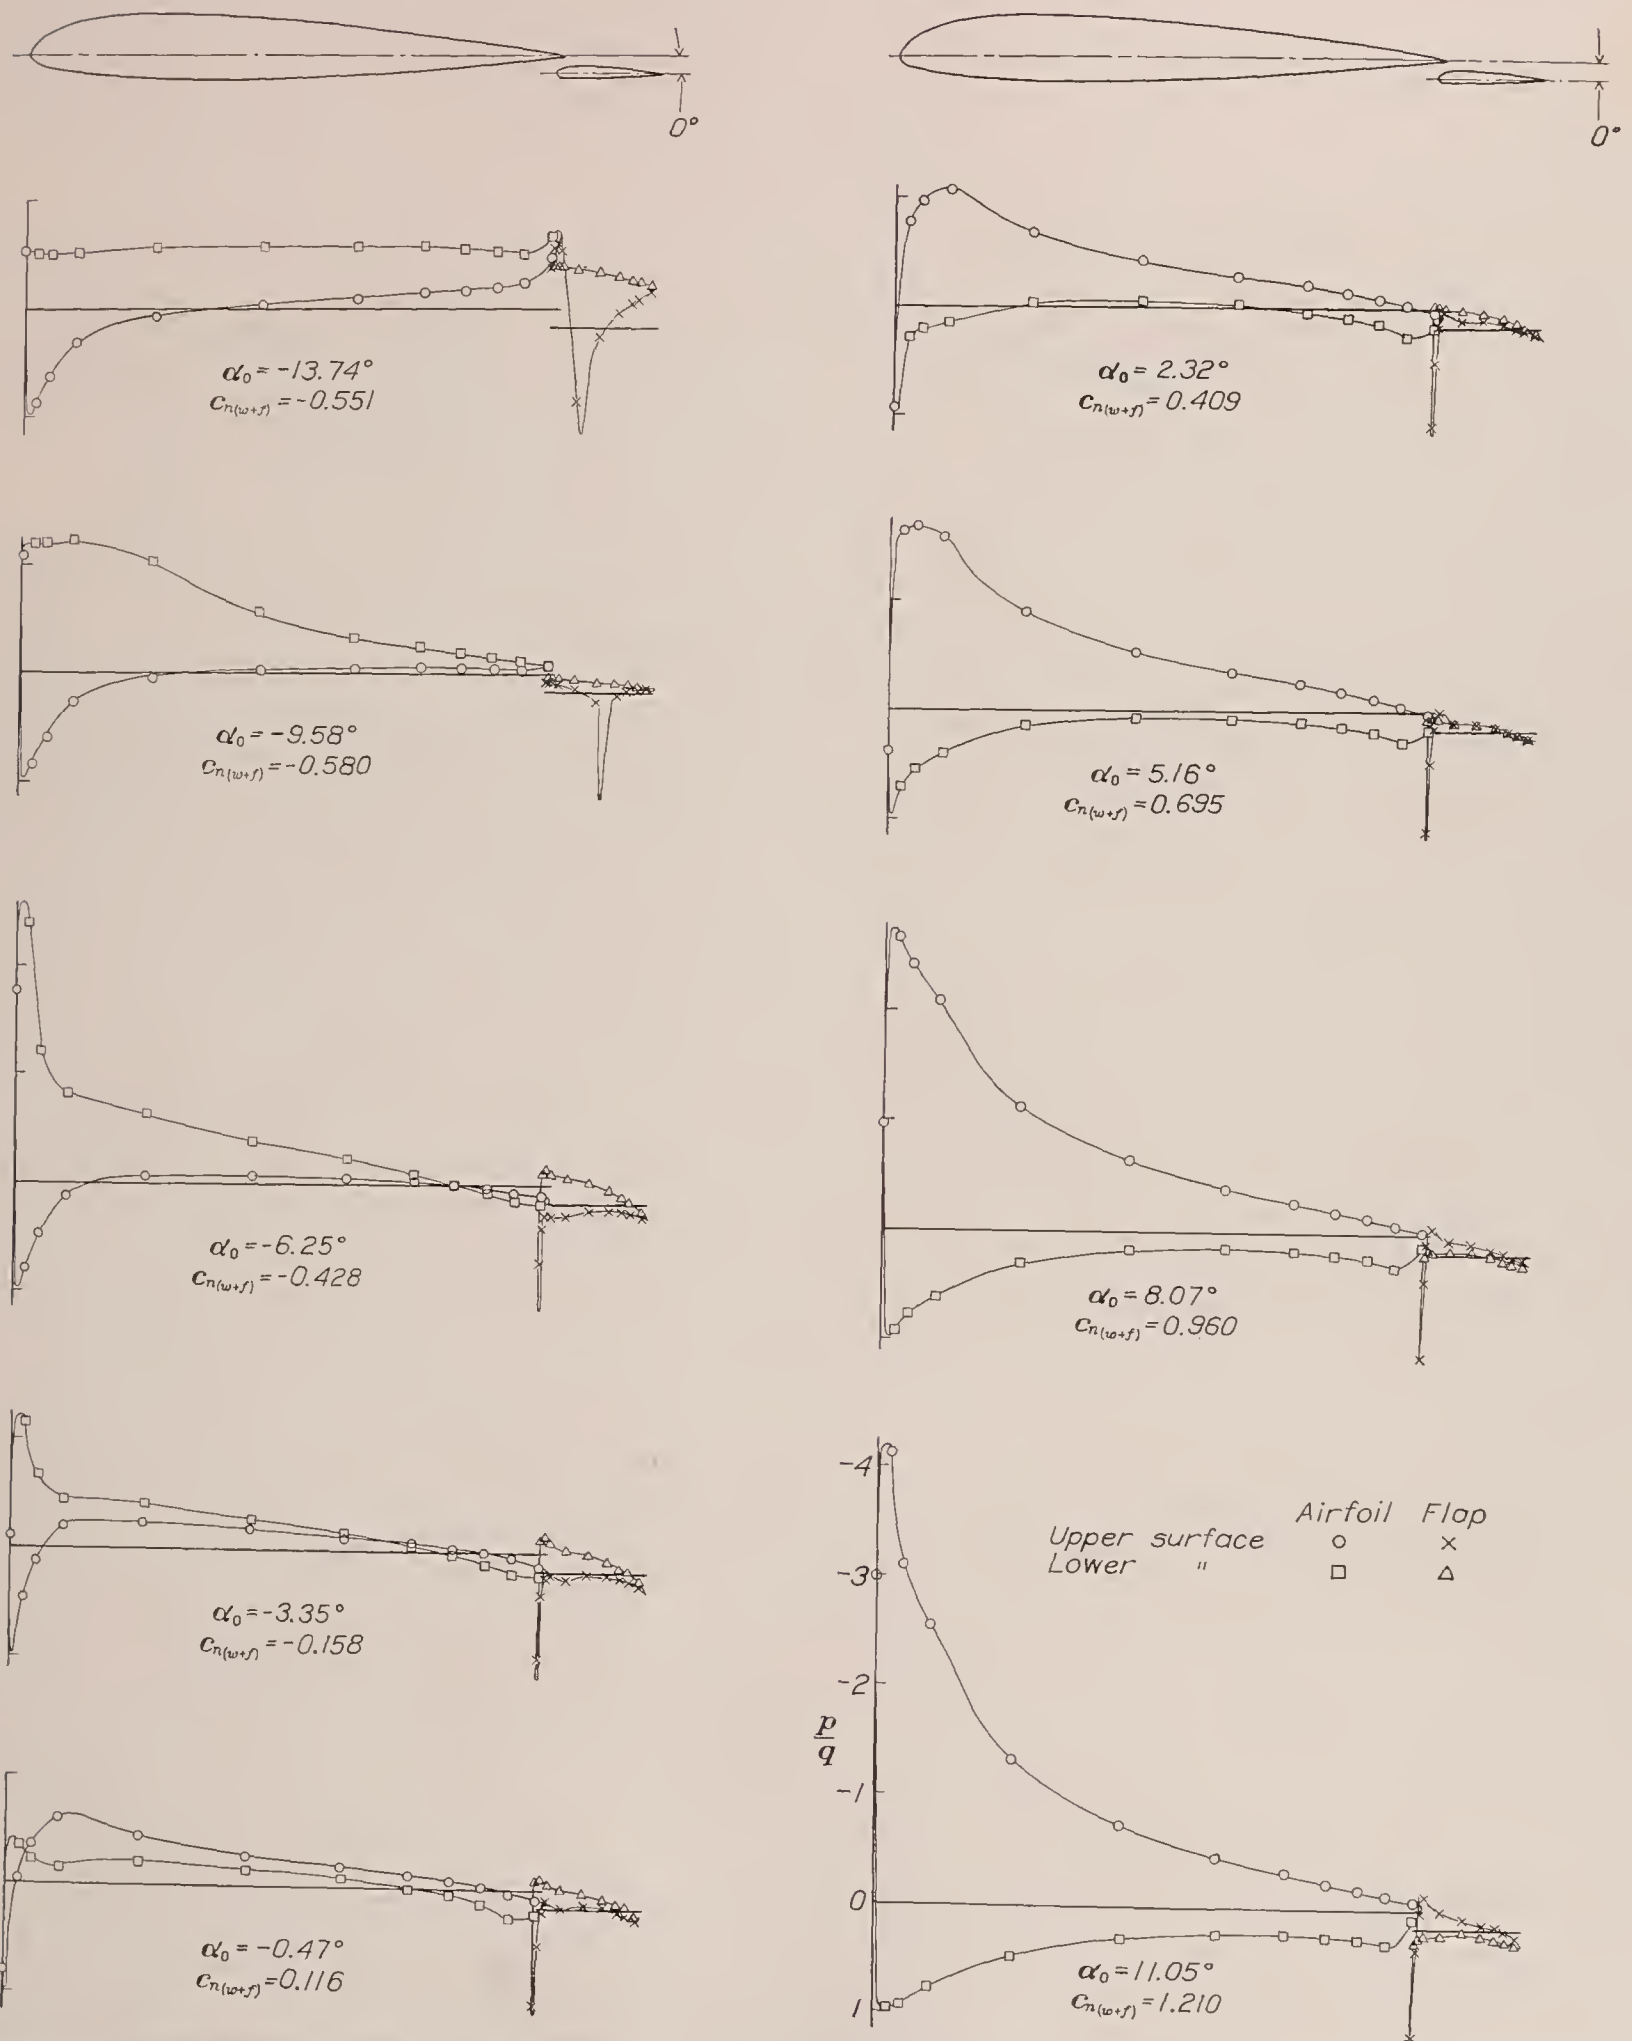 0°
0°
α₀ = -13.74°
cn(w+f) = -0.551
α₀ = -9.58°
cn(w+f) = -0.580
α₀ = -6.25°
cn(w+f) = -0.428
α₀ = -3.35°
cn(w+f) = -0.158
α₀ = -0.47°
cn(w+f) = 0.116
α₀ = 2.32°
cn(w+f) = 0.409
α₀ = 5.16°
cn(w+f) = 0.695
α₀ = 8.07°
cn(w+f) = 0.960
-4
-3
-2
-1
0
1
p
q
Airfoil Flap
Upper surface ○ ×
Lower " □ △
α₀ = 11.05°
cn(w+f) = 1.210